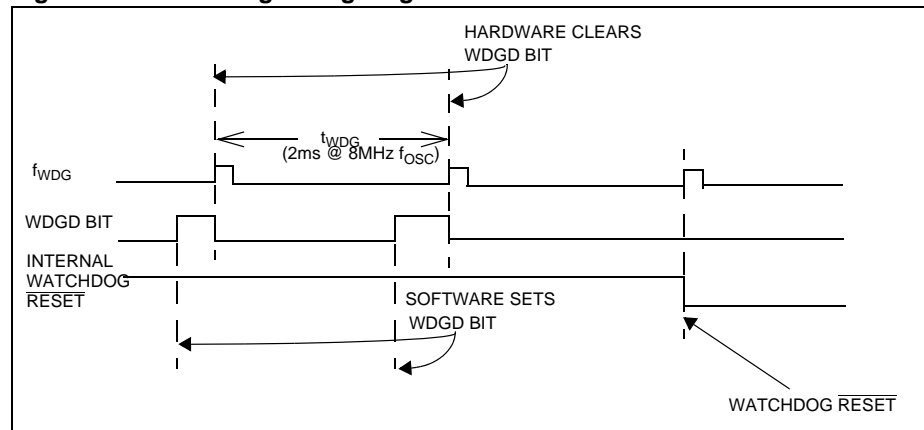 HARDWARE CLEARS
WDGD BIT
tWDG
(2ms @ 8MHz fOSC)
fWDG
WDGD BIT
INTERNAL
WATCHDOG
RESET
SOFTWARE SETS
WDGD BIT
WATCHDOG RESET